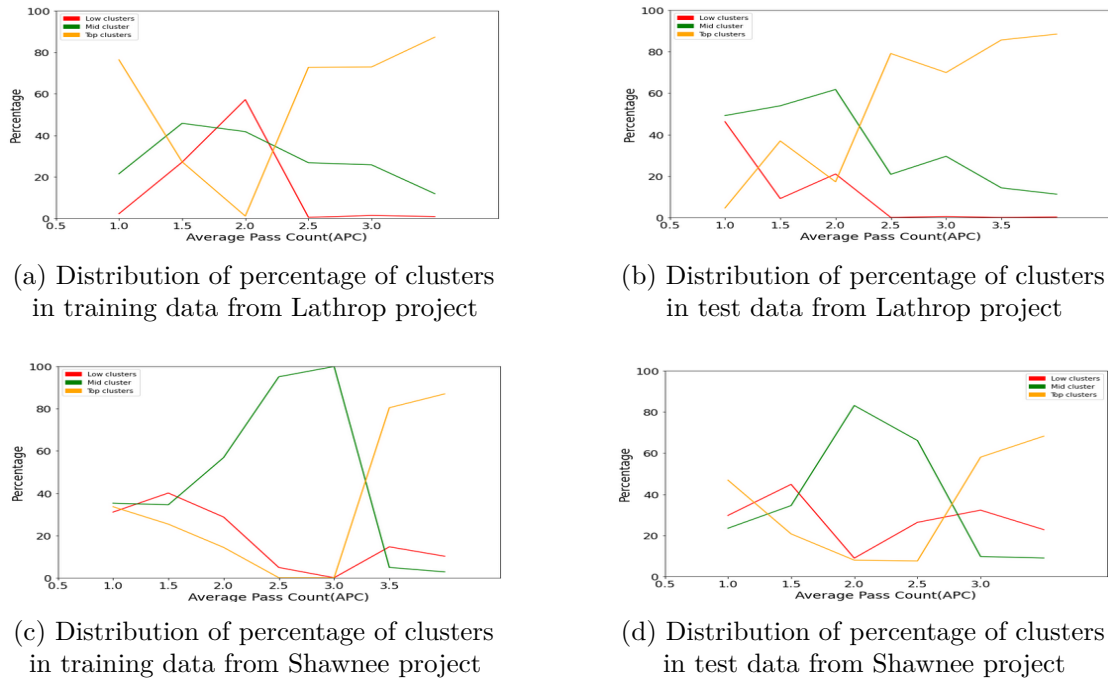 Low clusters
Mid cluster
Top clusters
100
80
60
40
20
0
Percentage
0.5 1.0 1.5 2.0 2.5 3.0
Average Pass Count(APC)
(a) Distribution of percentage of clusters
in training data from Lathrop project
Low clusters
Mid cluster
Top clusters
100
80
60
40
20
0
Percentage
0.5 1.0 1.5 2.0 2.5 3.0 3.5
Average Pass Count(APC)
(b) Distribution of percentage of clusters
in test data from Lathrop project
Low clusters
Mid cluster
Top clusters
100
80
60
40
20
0
Percentage
0.5 1.0 1.5 2.0 2.5 3.0 3.5
Average Pass Count(APC)
(c) Distribution of percentage of clusters
in training data from Shawnee project
Low clusters
Mid cluster
Top clusters
100
80
60
40
20
0
Percentage
0.5 1.0 1.5 2.0 2.5 3.0
Average Pass Count(APC)
(d) Distribution of percentage of clusters
in test data from Shawnee project